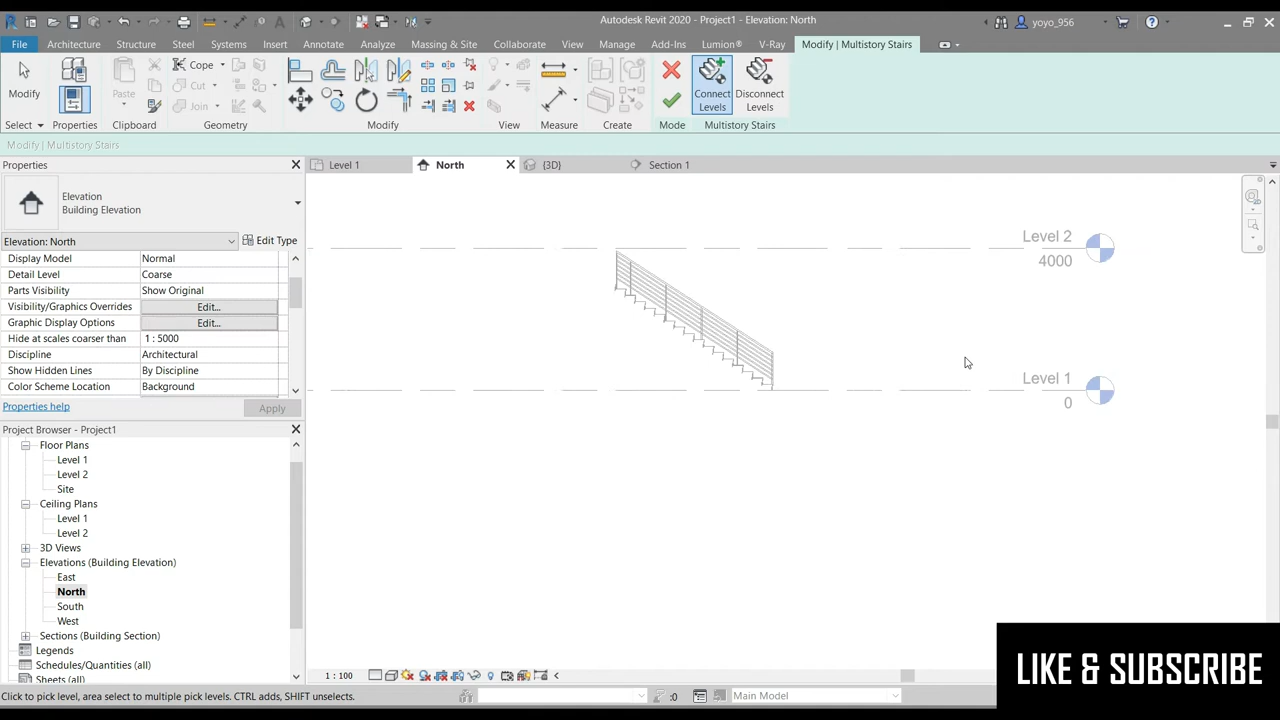 Autodesk Revit 2020 - Project1 - Elevation: North
yoyo_956
File Architecture Structure Steel Systems Insert Annotate Analyze Massing & Site Collaborate View Manage Add-Ins Lumion® V-Ray Modify | Multistory Stairs
Modify
Paste
Cope
Cut
Join
Connect Levels
Disconnect Levels
Select Properties Clipboard Geometry Modify View Measure Create Mode Multistory Stairs
Modify | Multistory Stairs
Properties
Level 1 North {3D} Section 1
Elevation
Building Elevation
Elevation: North Edit Type
Display Model Normal
Detail Level Coarse
Parts Visibility Show Original
Visibility/Graphics Overrides Edit...
Graphic Display Options Edit...
Hide at scales coarser than 1 : 5000
Discipline Architectural
Show Hidden Lines By Discipline
Color Scheme Location Background
Properties help Apply
Project Browser - Project1
Floor Plans
Level 1
Level 2
Site
Ceiling Plans
Level 1
Level 2
3D Views
Elevations (Building Elevation)
East
North
South
West
Sections (Building Section)
Legends
Schedules/Quantities (all)
Sheets (all)
Level 2
4000
Level 1
0
1 : 100
Click to pick level, area select to multiple pick levels. CTRL adds, SHIFT unselects.
:0
Main Model
LIKE & SUBSCRIBE